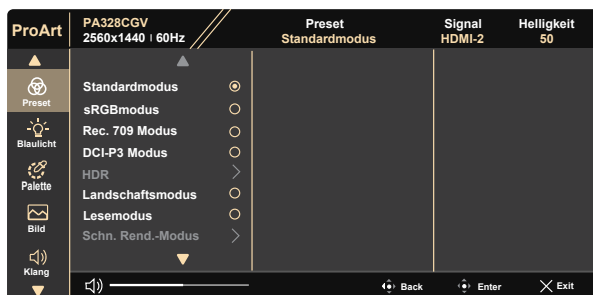 ProArt
PA328CGV
2560x1440 | 60Hz
Preset
Standardmodus
Signal
HDMI-2
Helligkeit
50
Preset
Blaulicht
Palette
Bild
Klang
Standardmodus
sRGBmodus
Rec. 709 Modus
DCI-P3 Modus
HDR
Landschaftsmodus
Lesemodus
Schn. Rend.-Modus
Back
Enter
Exit